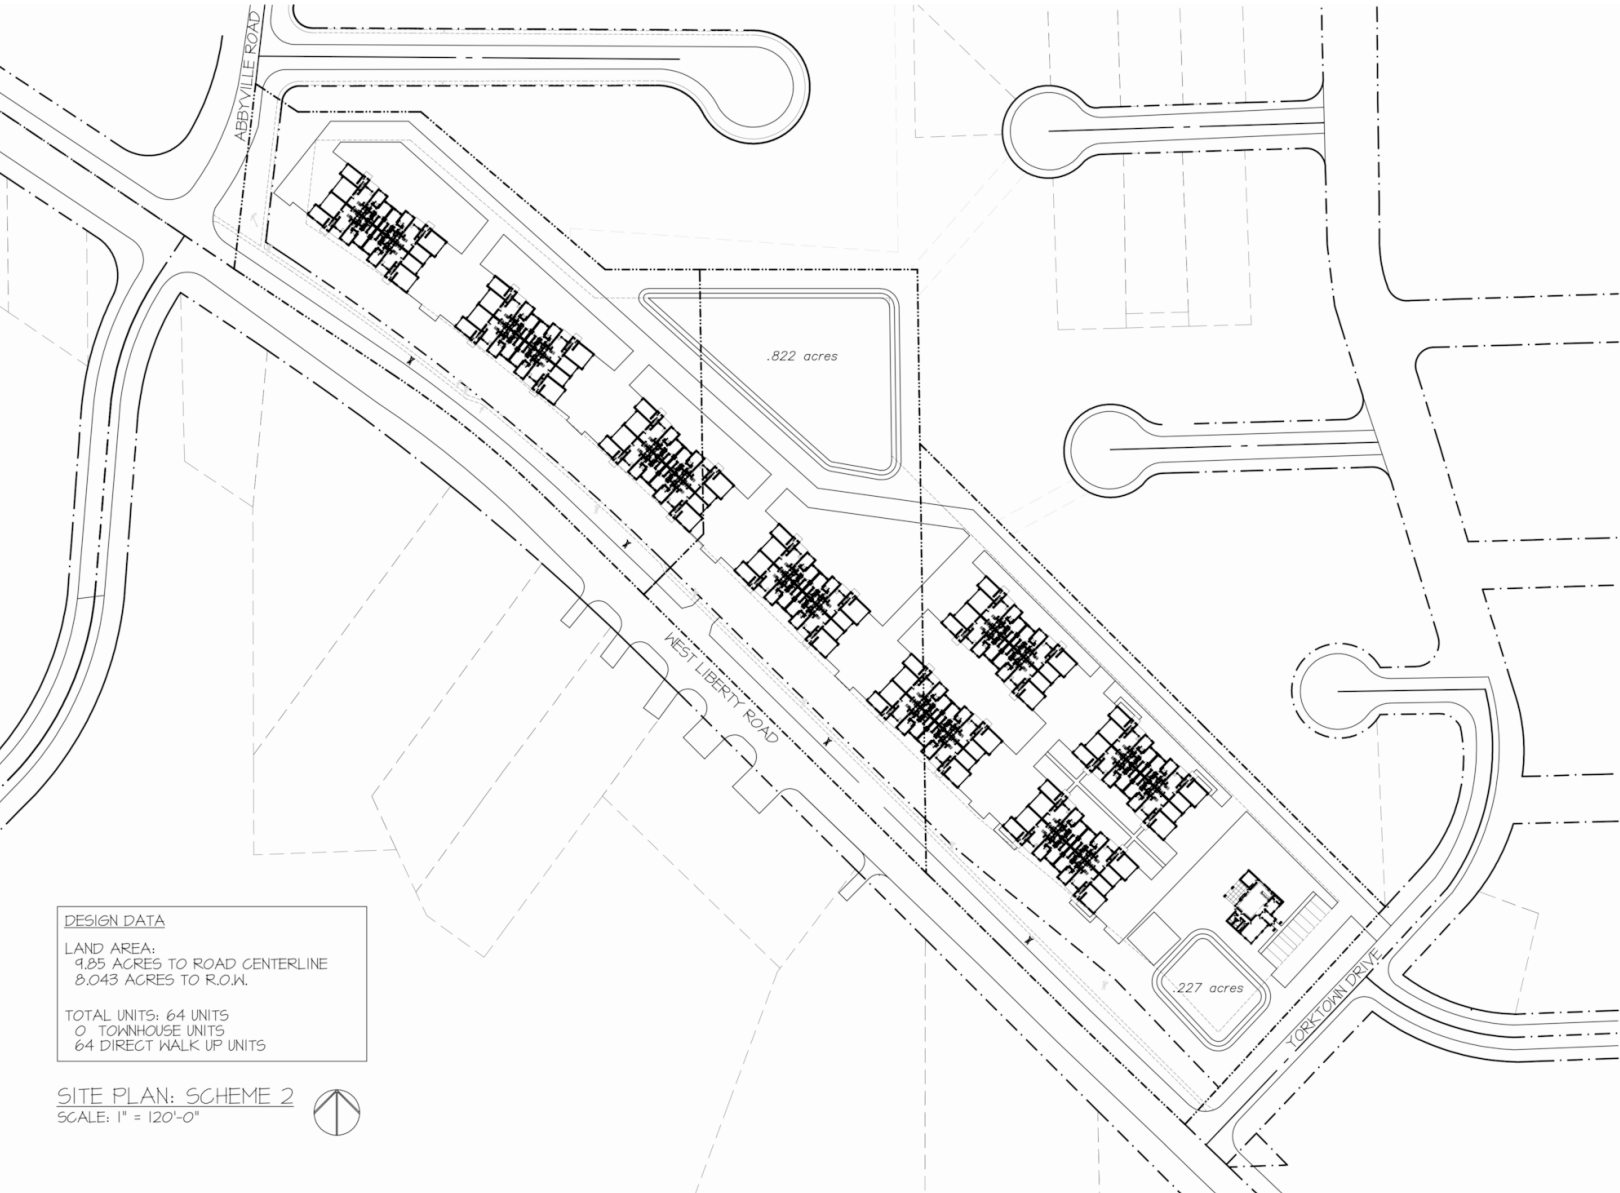 ABBYVILLE ROAD
.822 acres
WEST LIBERTY ROAD
.227 acres
YORKTOWN DRIVE
DESIGN DATA
LAND AREA:
9.85 ACRES TO ROAD CENTERLINE
8.043 ACRES TO R.O.W.
TOTAL UNITS: 64 UNITS
0 TOWNHOUSE UNITS
64 DIRECT WALK UP UNITS
SITE PLAN: SCHEME 2
SCALE: 1" = 120'-0"